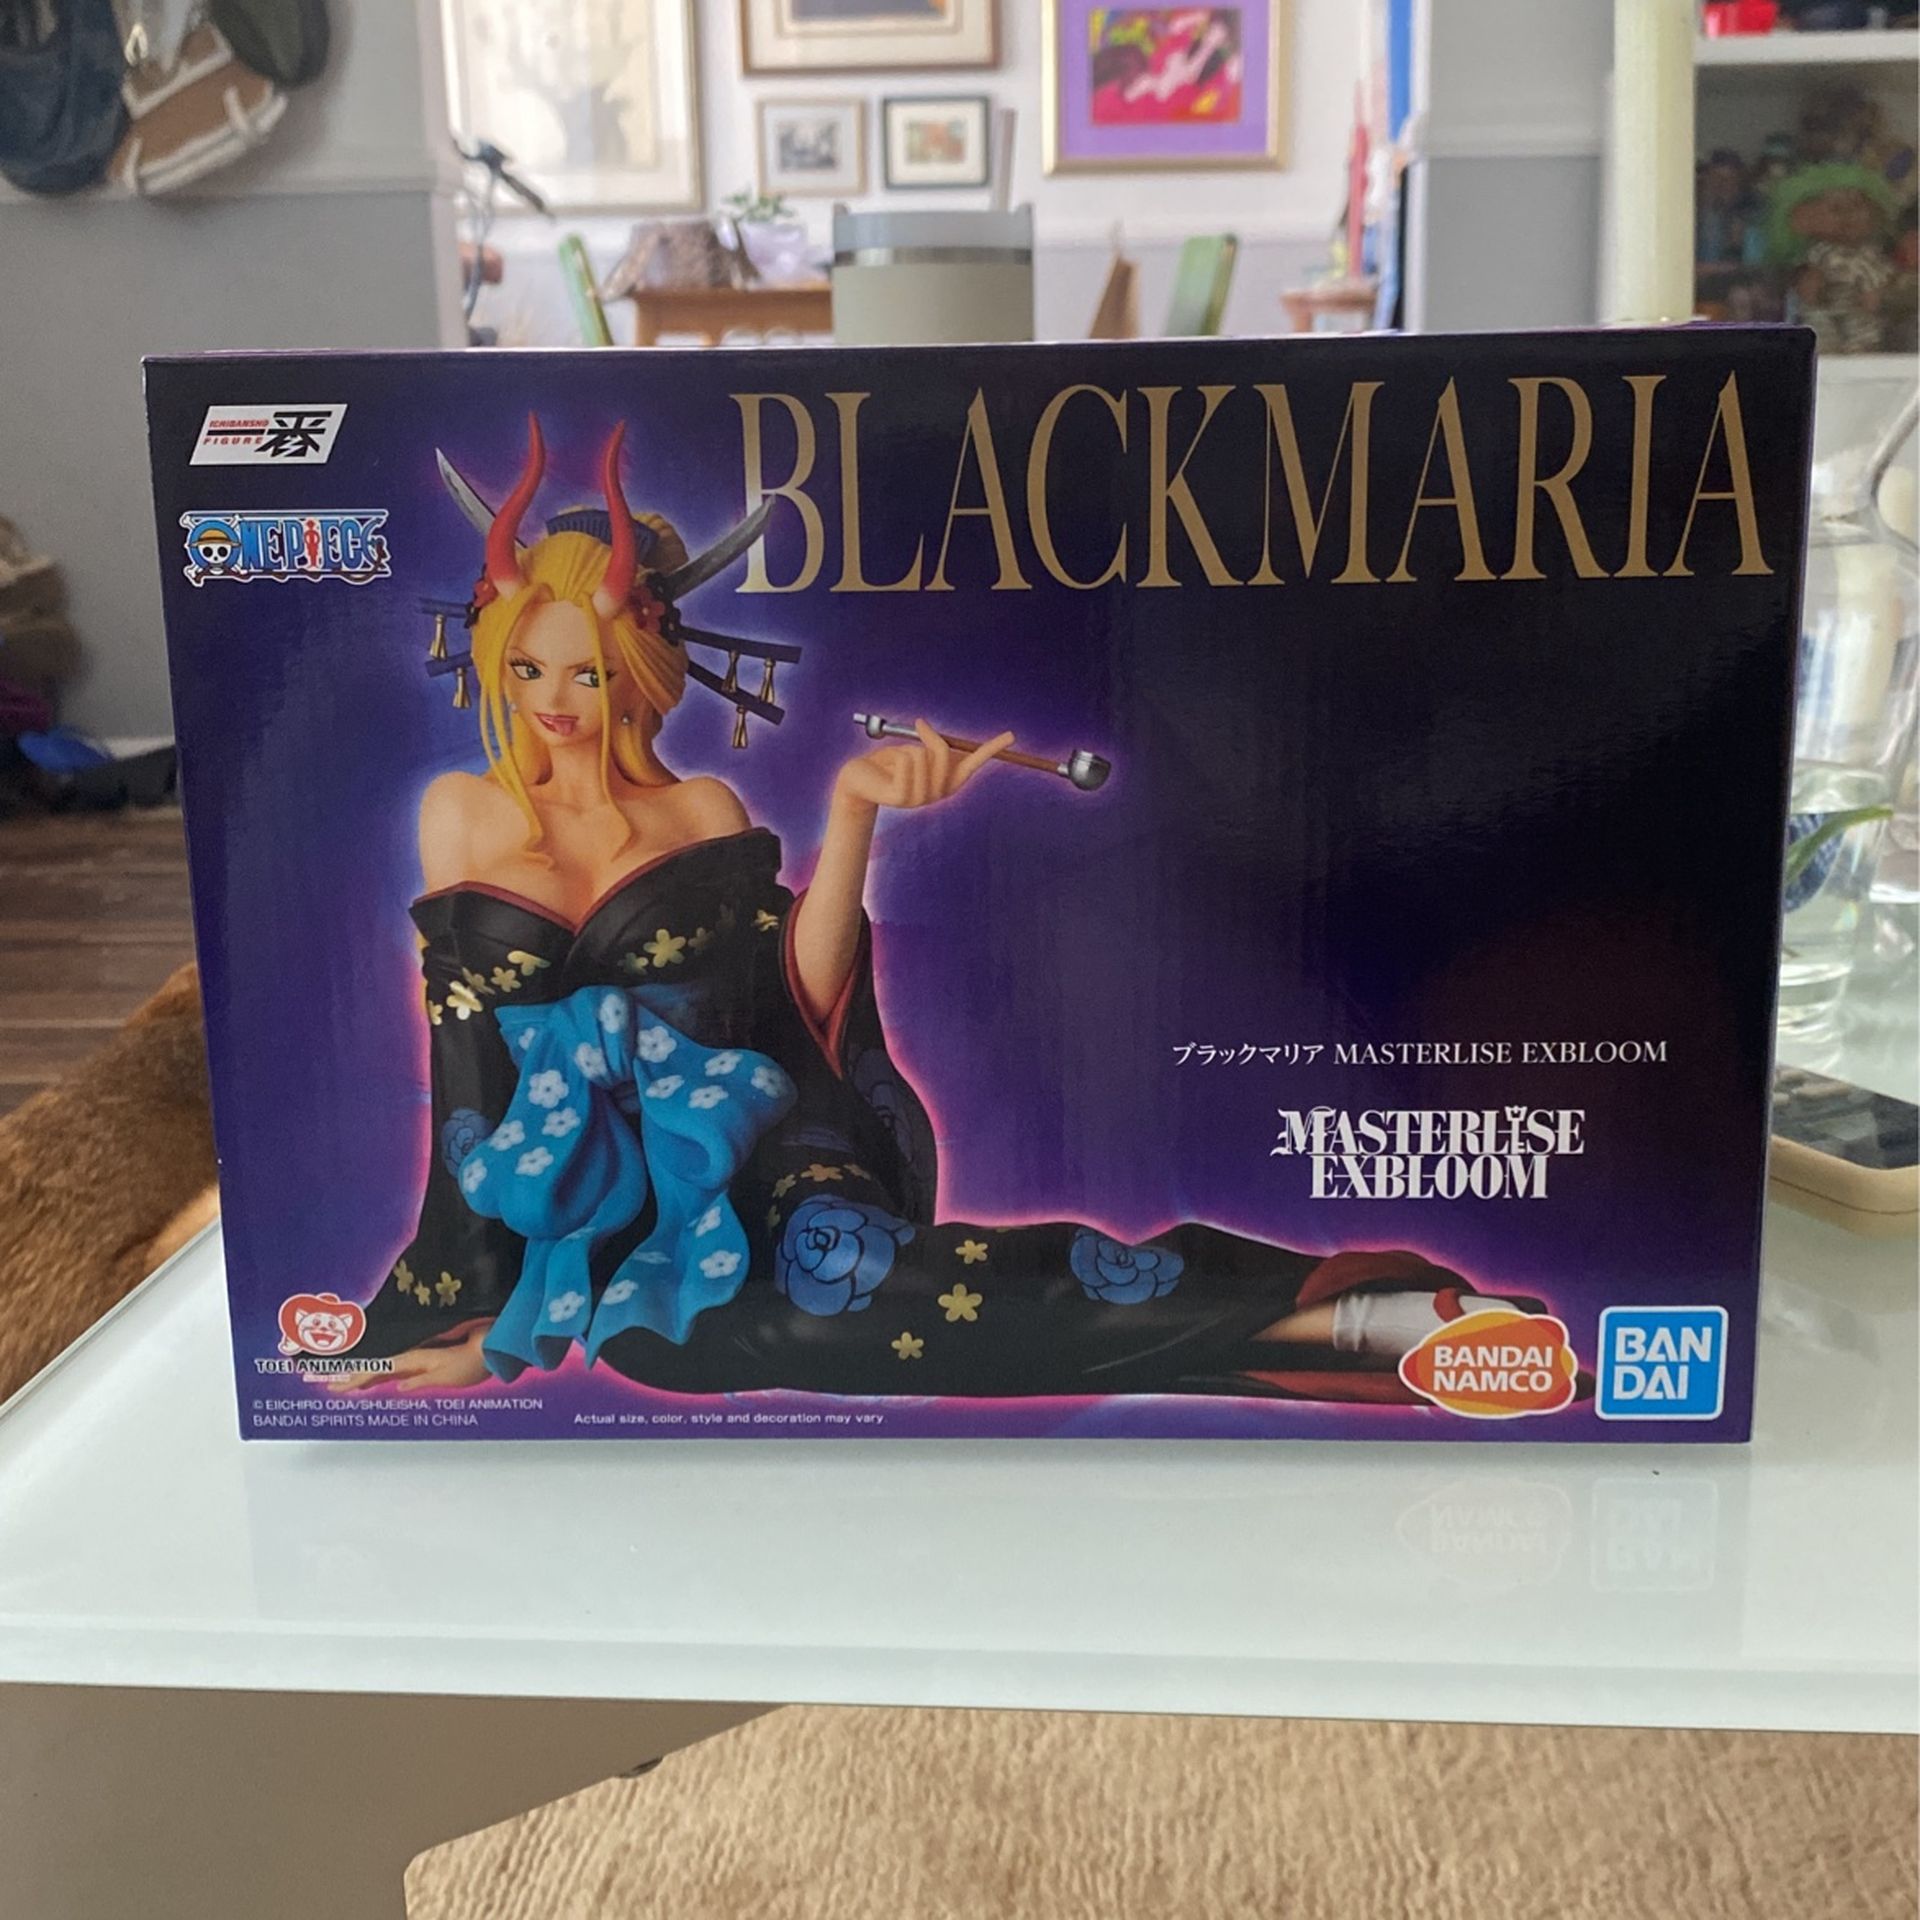 BLACKMARIA
ICHIBANSHO
FIGURE
一番
ONE PIECE
ブラックマリア MASTERLISE EXBLOOM
MASTERLISE
EXBLOOM
TOEI ANIMATION
BANDAI
NAMCO
BAN
DAI
© EIICHIRO ODA/SHUEISHA, TOEI ANIMATION
BANDAI SPIRITS MADE IN CHINA
Actual size, color, style and decoration may vary